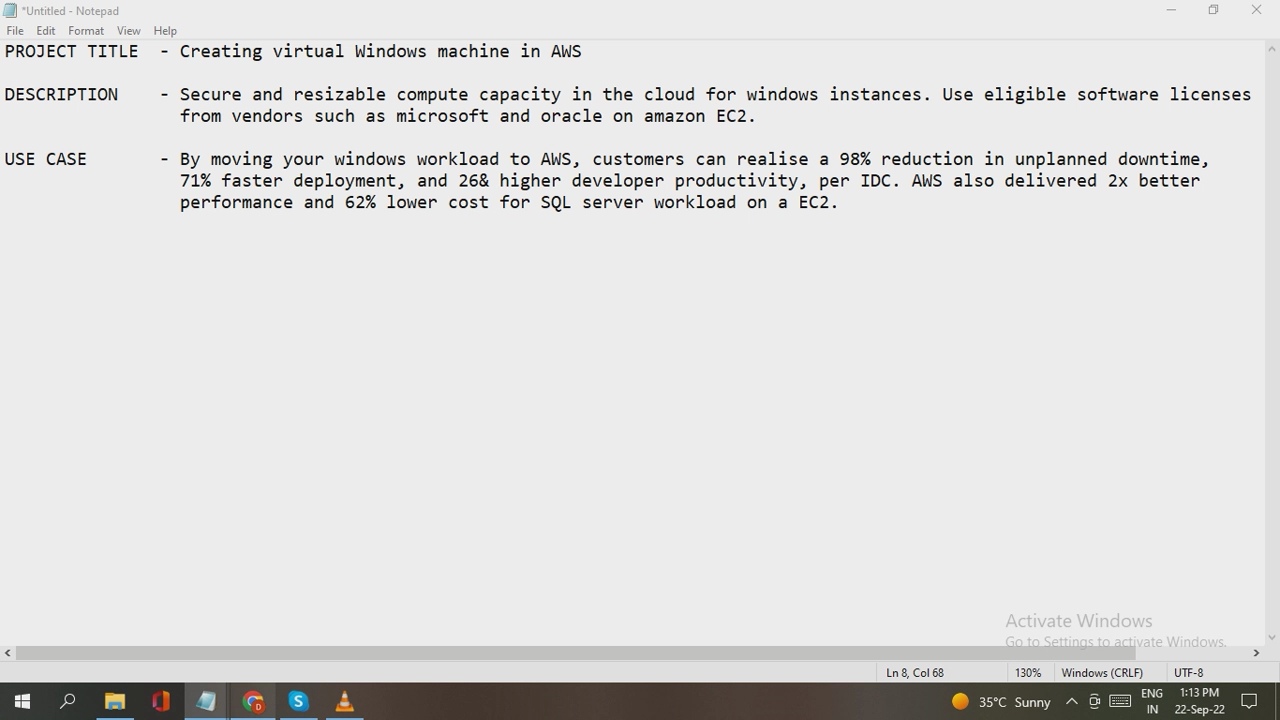 *Untitled - Notepad
File Edit Format View Help
PROJECT TITLE - Creating virtual Windows machine in AWS
DESCRIPTION - Secure and resizable compute capacity in the cloud for windows instances. Use eligible software licenses
from vendors such as microsoft and oracle on amazon EC2.
USE CASE - By moving your windows workload to AWS, customers can realise a 98% reduction in unplanned downtime,
71% faster deployment, and 26& higher developer productivity, per IDC. AWS also delivered 2x better
performance and 62% lower cost for SQL server workload on a EC2.
Activate Windows
Go to Settings to activate Windows.
Ln 8, Col 68 130% Windows (CRLF) UTF-8
35°C Sunny ENG IN 1:13 PM 22-Sep-22